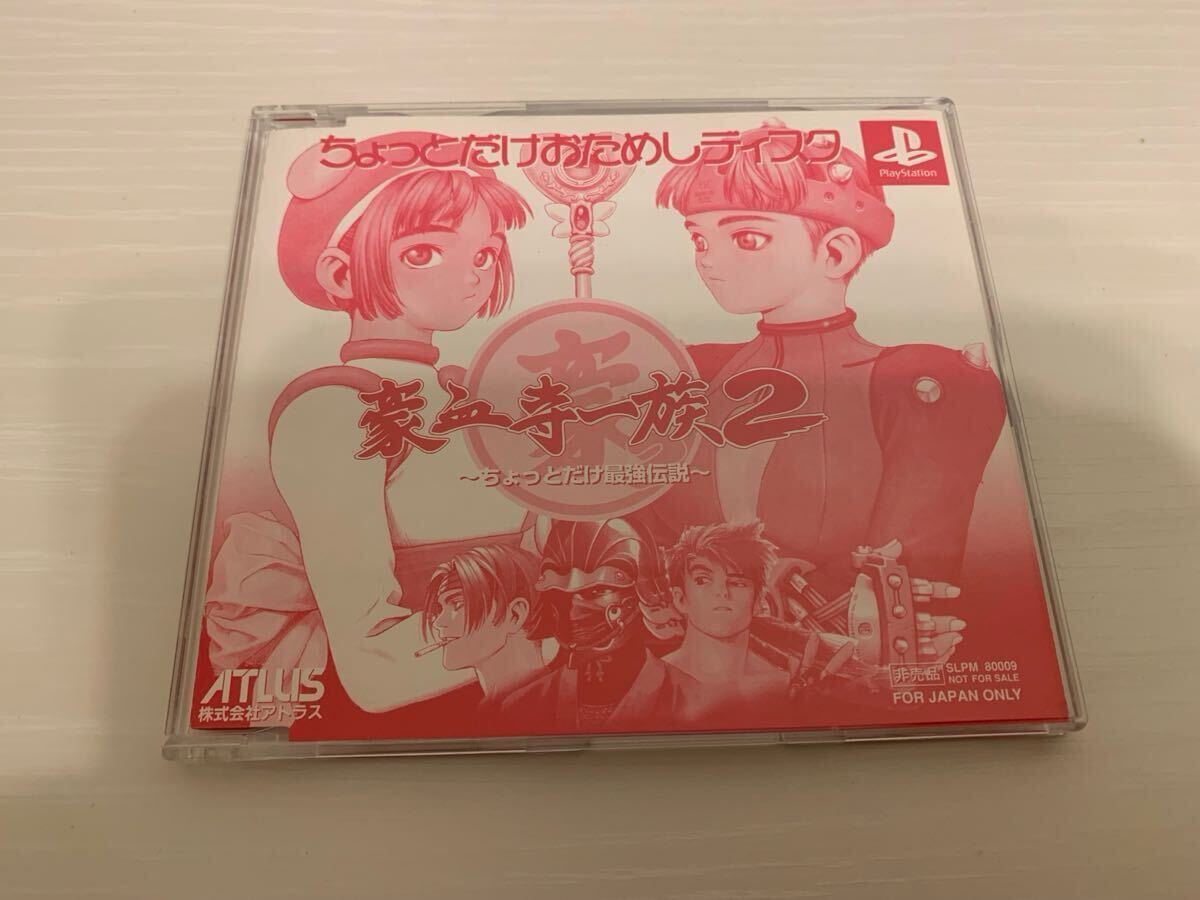 ちょっとだけおためしディスク
PlayStation
豪
豪血寺一族2
～ちょっとだけ最強伝説～
ATLUS
株式会社アトラス
非売品
SLPM 80009
NOT FOR SALE
FOR JAPAN ONLY